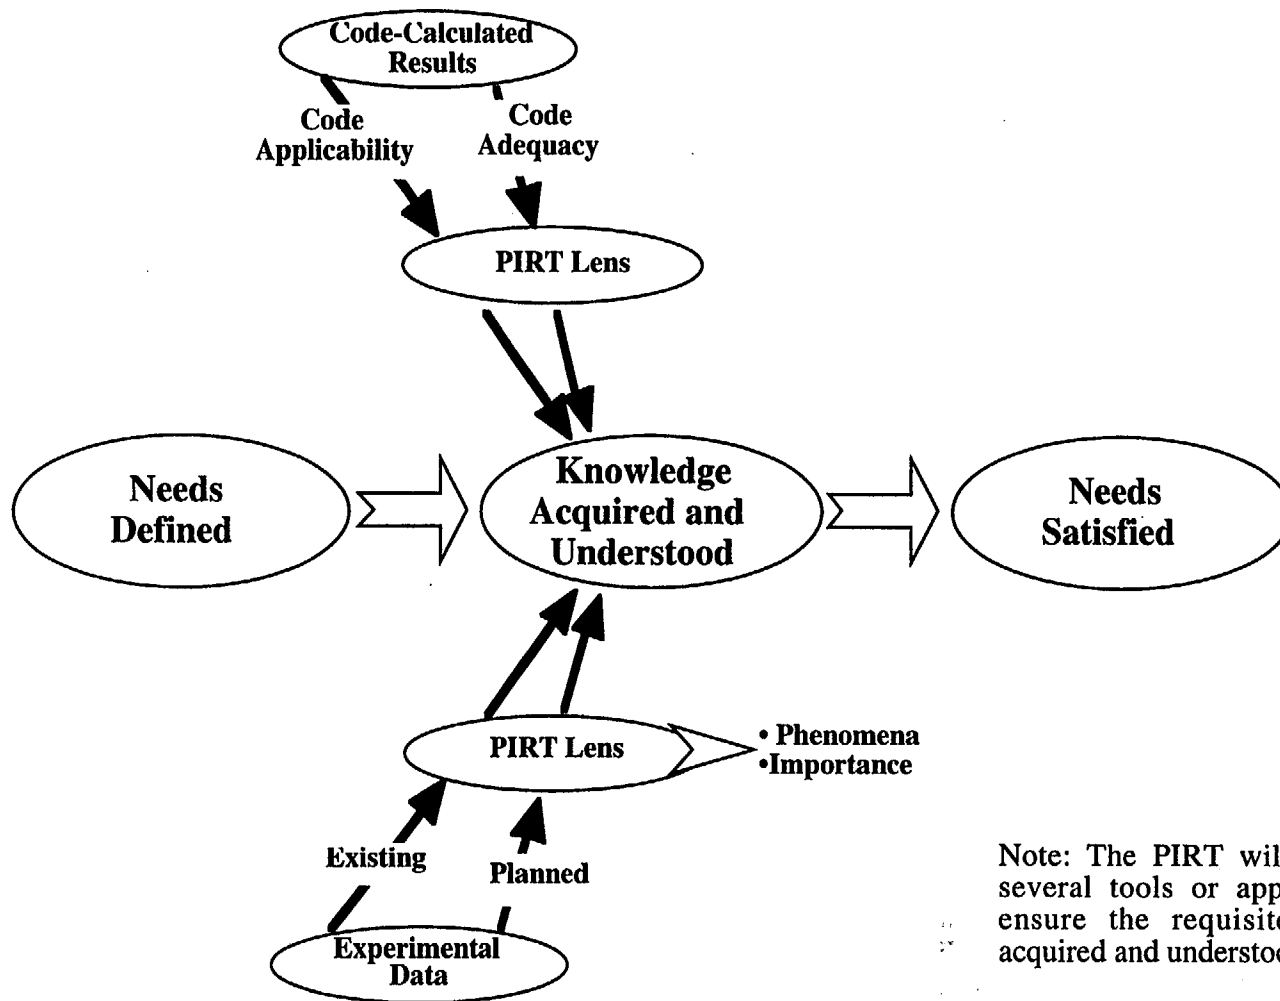 Code-Calculated
Results
Code
Applicability
Code
Adequacy
PIRT Lens
Needs
Defined
Knowledge
Acquired and
Understood
Needs
Satisfied
PIRT Lens
• Phenomena
•Importance
Existing
Planned
Experimental
Data
Note: The PIRT wil
several tools or app
ensure the requisite
acquired and understoo